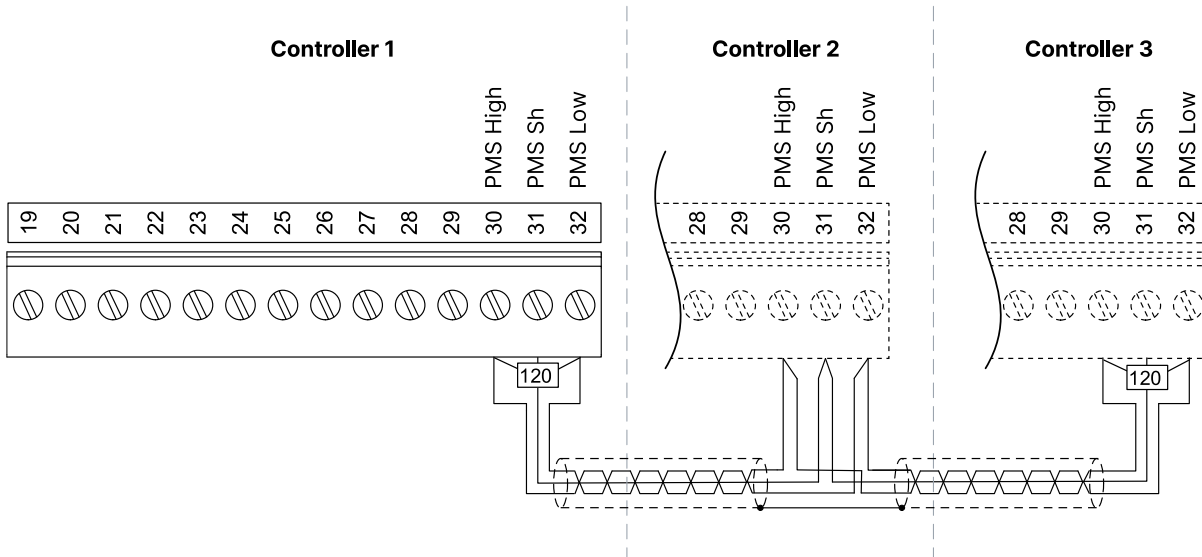 Controller 1
Controller 2
Controller 3
PMS High
PMS Sh
PMS Low
PMS High
PMS Sh
PMS Low
PMS High
PMS Sh
PMS Low
19 20 21 22 23 24 25 26 27 28 29 30 31 32
28 29 30 31 32
28 29 30 31 32
120
120